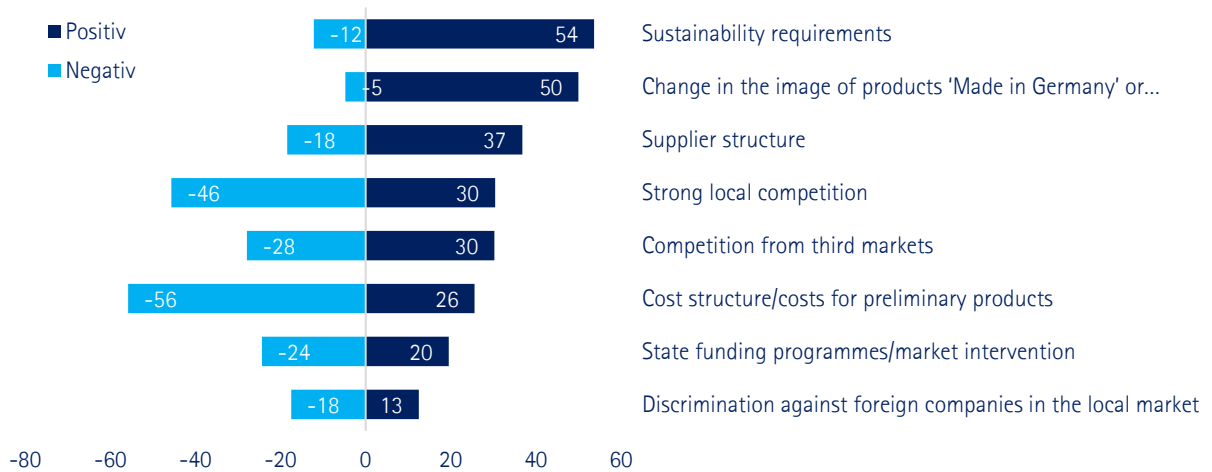 Positiv
Negativ
-12 54 Sustainability requirements
-5 50 Change in the image of products ‘Made in Germany’ or...
-18 37 Supplier structure
-46 30 Strong local competition
-28 30 Competition from third markets
-56 26 Cost structure/costs for preliminary products
-24 20 State funding programmes/market intervention
-18 13 Discrimination against foreign companies in the local market
-80 -60 -40 -20 0 20 40 60